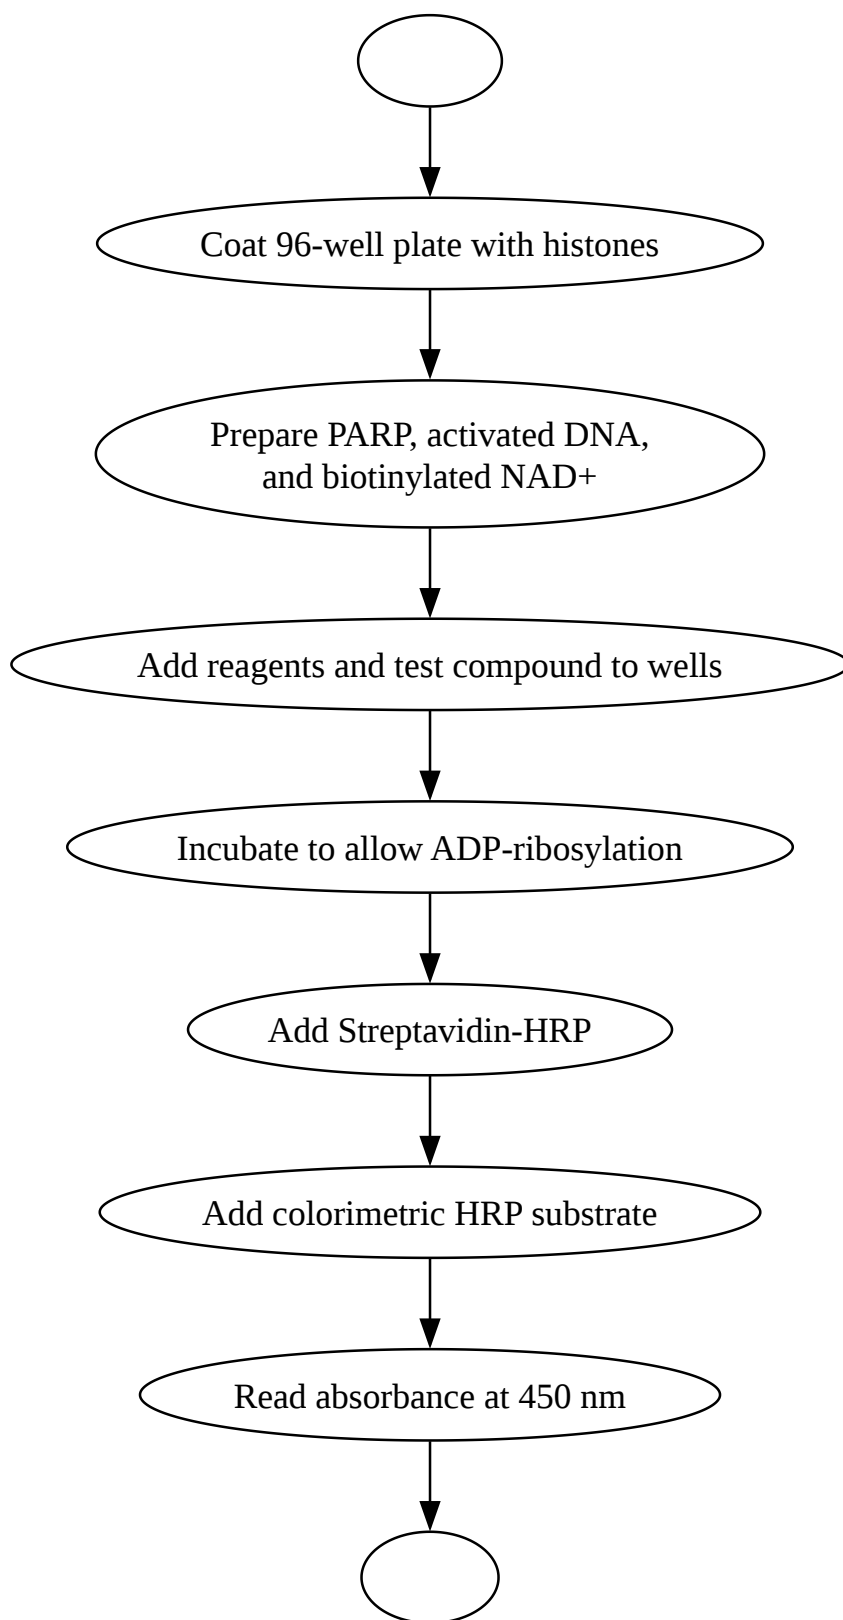 Coat 96-well plate with histones
Prepare PARP, activated DNA,
and biotinylated NAD+
Add reagents and test compound to wells
Incubate to allow ADP-ribosylation
Add Streptavidin-HRP
Add colorimetric HRP substrate
Read absorbance at 450 nm